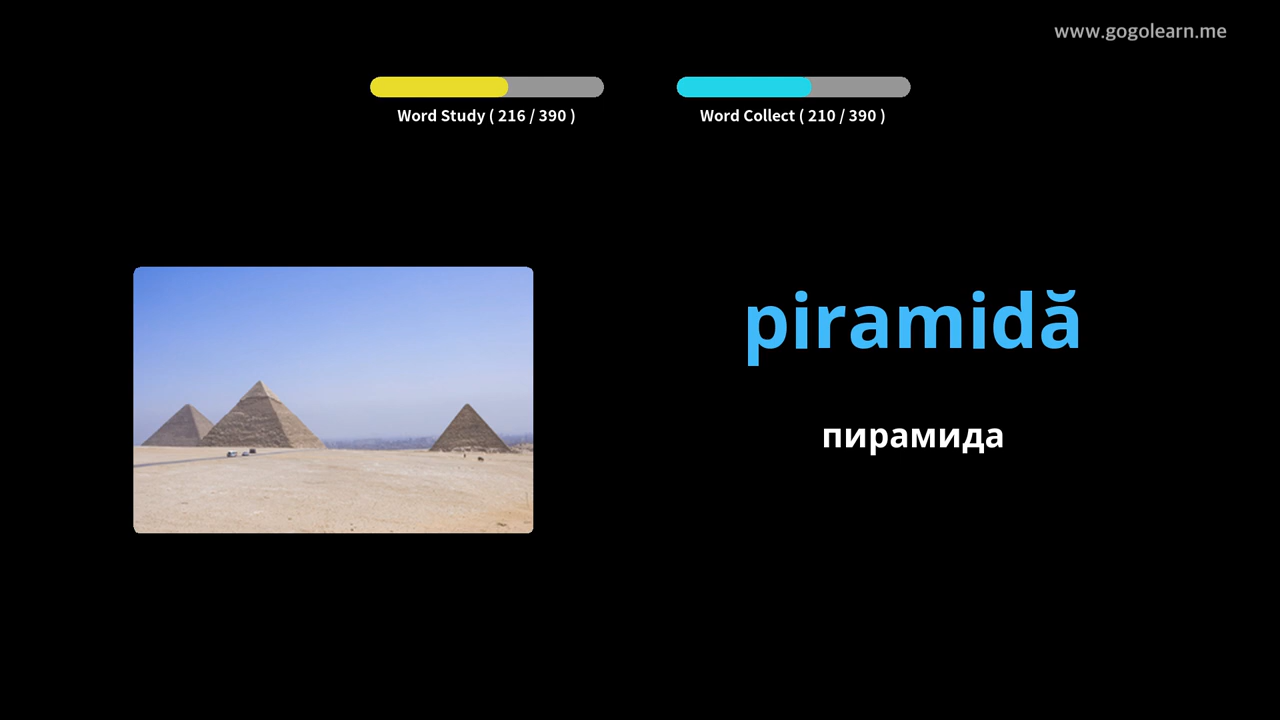 www.gogolearn.me
Word Study ( 216 / 390 )
Word Collect ( 210 / 390 )
piramidă
пирамида